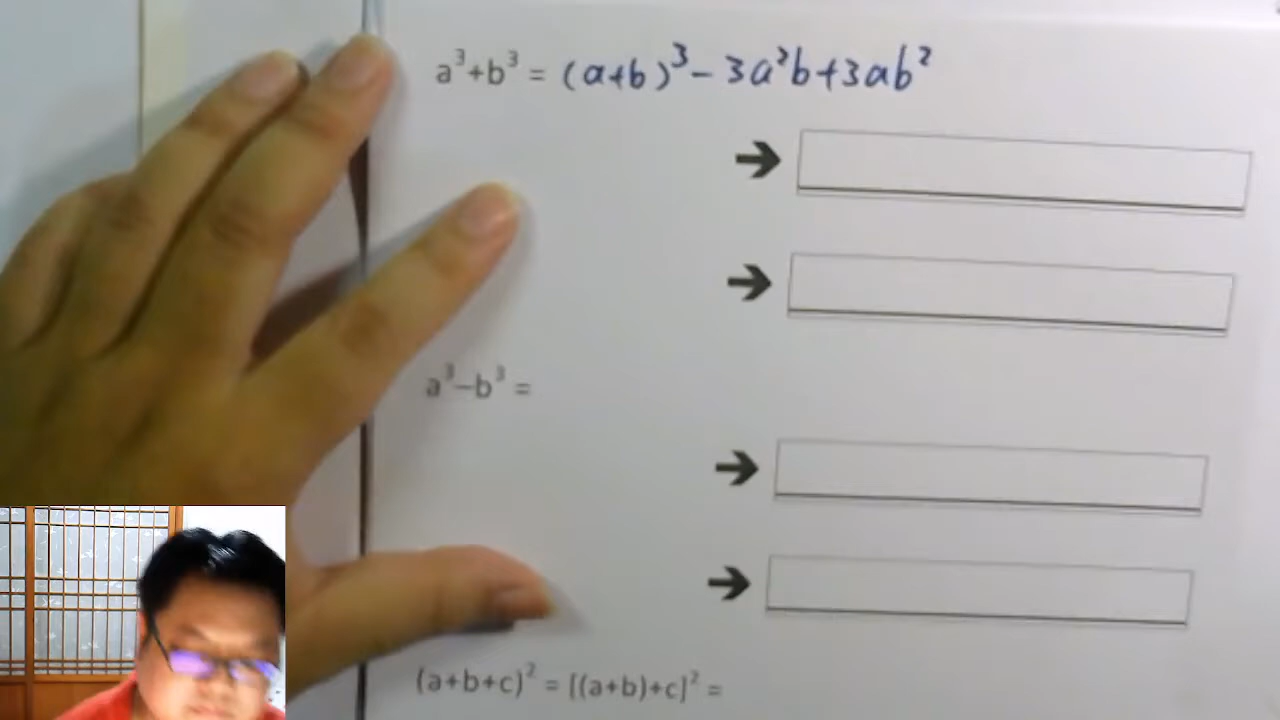 a³+b³ = (a+b)³-3a²b+3ab²
➔
➔
a³-b³ =
➔
➔
(a+b+c)² = [(a+b)+c]² =